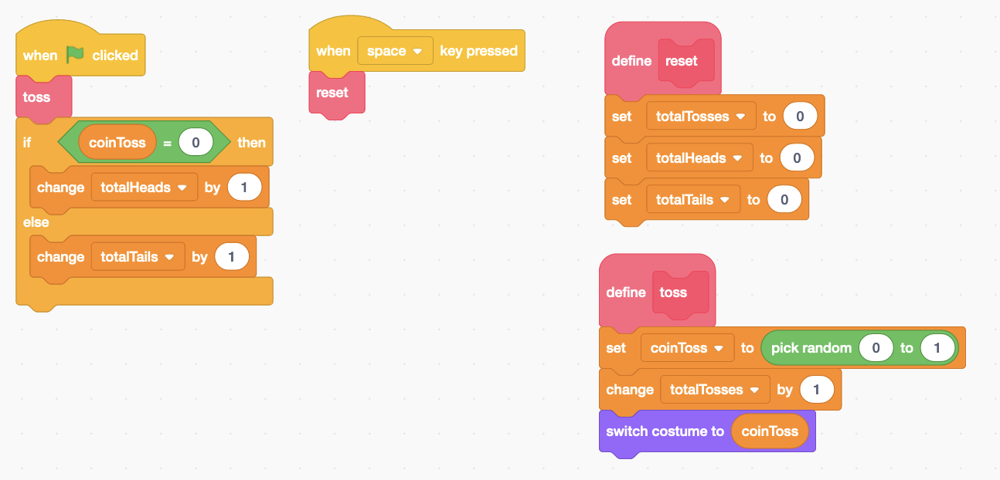 when clicked
toss
if coinToss = 0 then
change totalHeads by 1
else
change totalTails by 1
when space key pressed
reset
define reset
set totalTosses to 0
set totalHeads to 0
set totalTails to 0
define toss
set coinToss to pick random 0 to 1
change totalTosses by 1
switch costume to coinToss